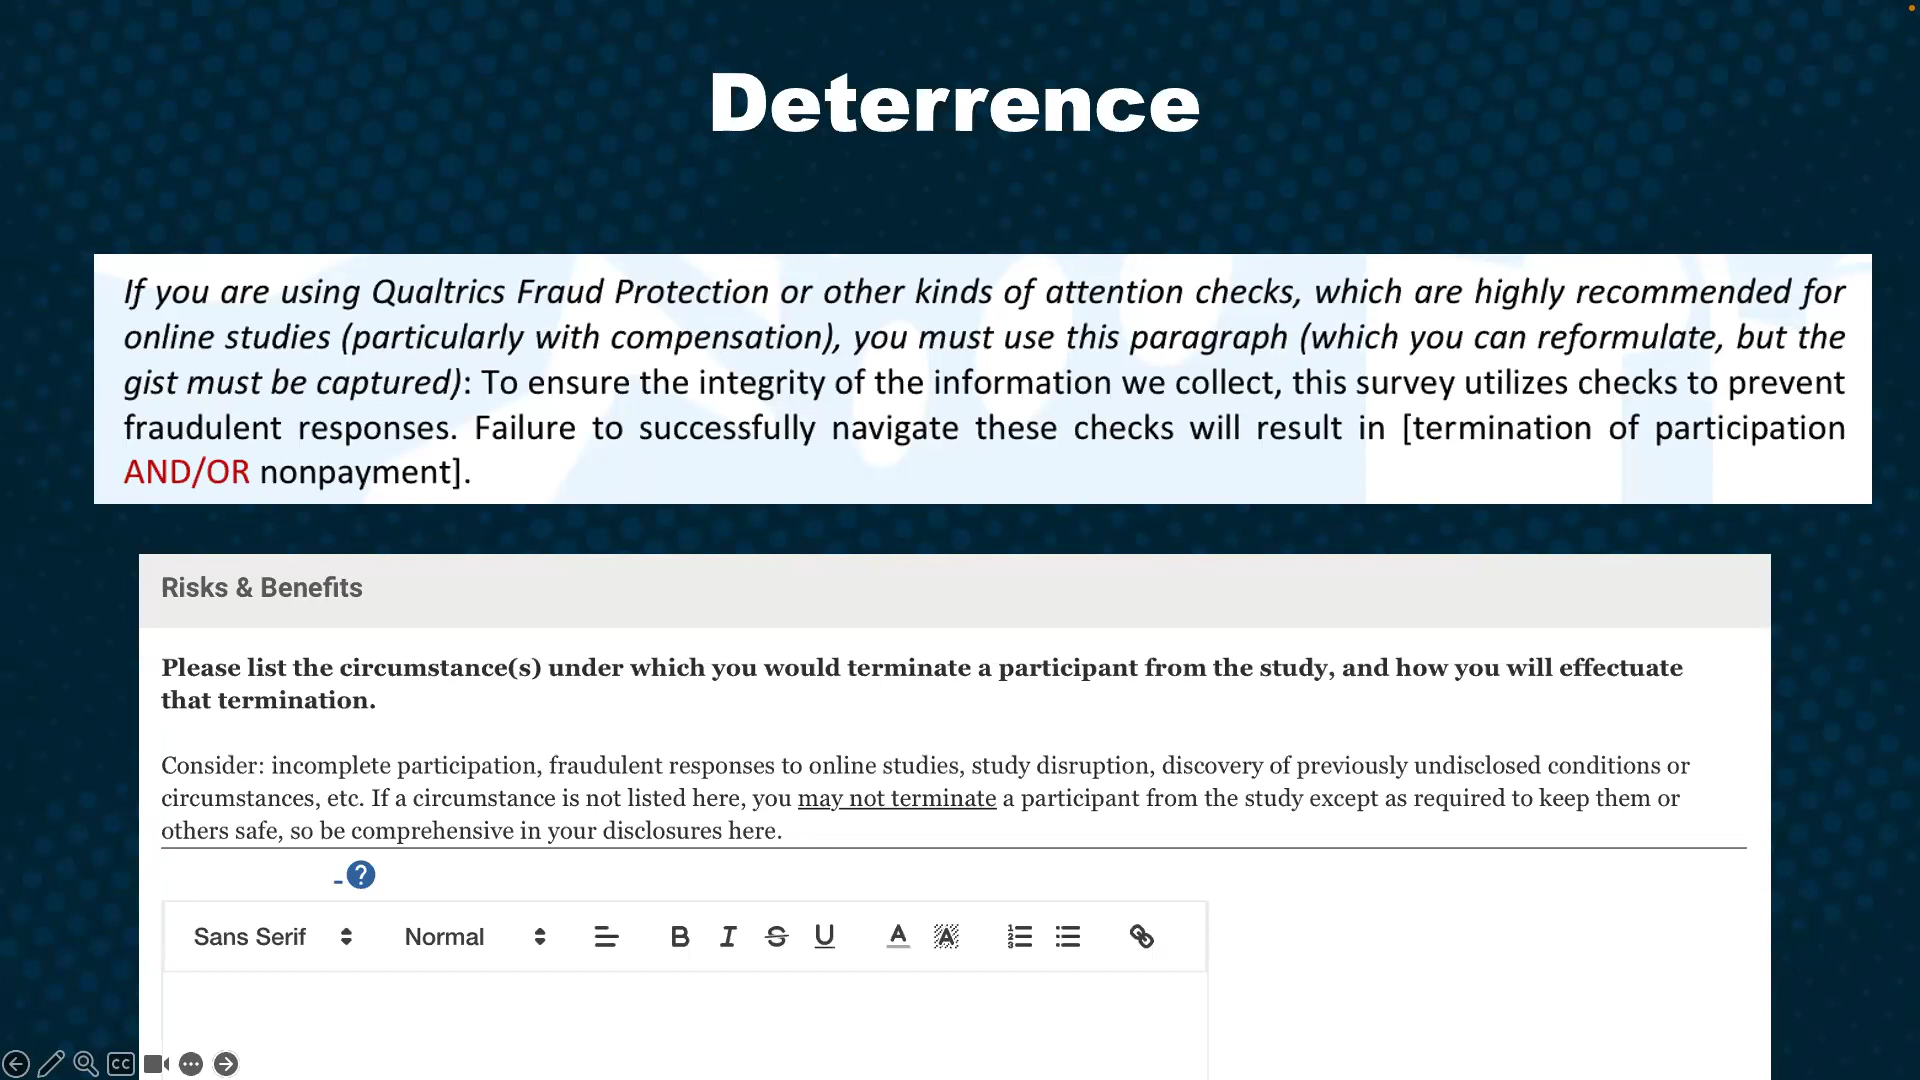 Deterrence
If you are using Qualtrics Fraud Protection or other kinds of attention checks, which are highly recommended for
online studies (particularly with compensation), you must use this paragraph (which you can reformulate, but the
gist must be captured): To ensure the integrity of the information we collect, this survey utilizes checks to prevent
fraudulent responses. Failure to successfully navigate these checks will result in [termination of participation
AND/OR nonpayment].
Risks & Benefits
Please list the circumstance(s) under which you would terminate a participant from the study, and how you will effectuate
that termination.
Consider: incomplete participation, fraudulent responses to online studies, study disruption, discovery of previously undisclosed conditions or
circumstances, etc. If a circumstance is not listed here, you may not terminate a participant from the study except as required to keep them or
others safe, so be comprehensive in your disclosures here.
?
Sans Serif Normal B I S U A A
CC